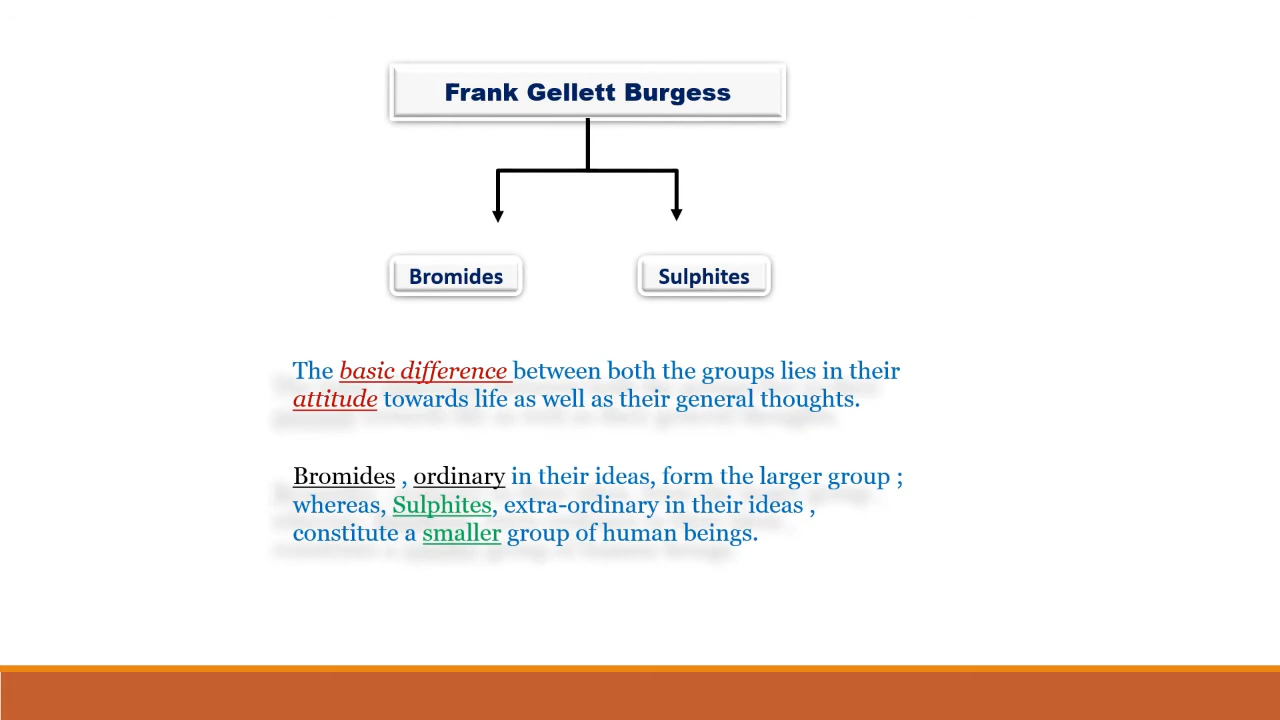 Frank Gellett Burgess
Bromides
Sulphites
The basic difference between both the groups lies in their
attitude towards life as well as their general thoughts.
Bromides , ordinary in their ideas, form the larger group ;
whereas, Sulphites, extra-ordinary in their ideas ,
constitute a smaller group of human beings.